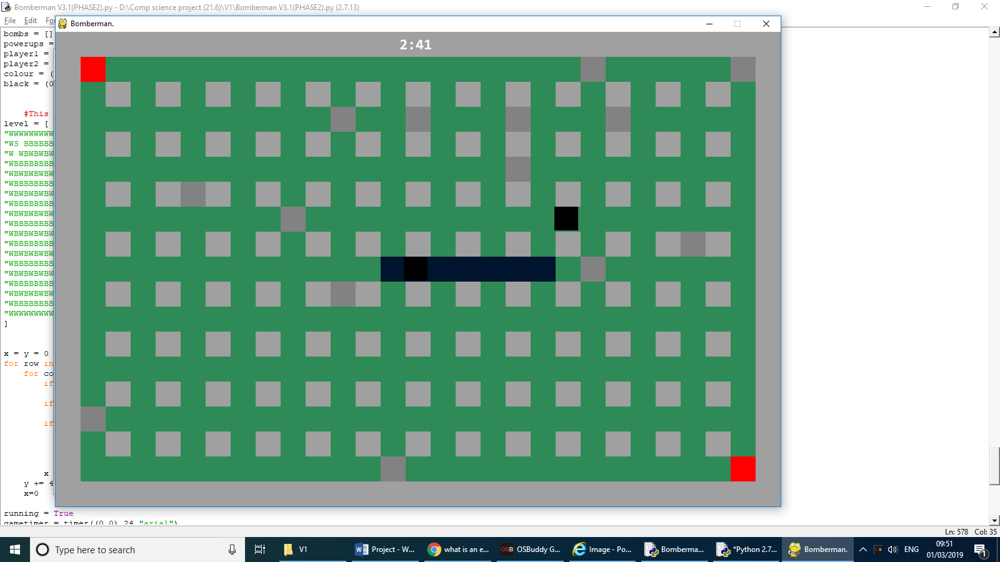 Bomberman V3.1(PHASE2).py - D:\Comp science project (21.6)\V1\Bomberman V3.1(PHASE2).py (2.7.13)
File Edit Fo
Bomberman.
2:41
bombs = []
powerups =
player1 =
player2 =
colour = (
black = (0
#This
level = [
"WWWWWWWWWW
"WS BBBBBB
"W WBWBWBW
"WBBBBBBBB
"WBWBWBWBW
"WBBBBBBBB
"WBWBWBWBW
"WBBBBBBBB
"WBWBWBWBW
"WBBBBBBBB
"WBWBWBWBW
"WBBBBBBBB
"WBWBWBWBW
"WBBBBBBBB
"WBWBWBWBW
"WBBBBBBBB
"WBWBWBWBW
"WBBBBBBBB
"WWWWWWWWWW
]
x = y = 0
for row in
for co
if
if
if
x
y += 4
x=0
running = True
gametimer = timer((0,0),24,"arial")
Ln: 578 Col: 35
Type here to search
V1
Project - W...
what is an e...
OSB
OSBuddy G...
Image - Po...
Bomberma...
*Python 2.7...
Bomberman.
ENG
09:51
01/03/2019
1